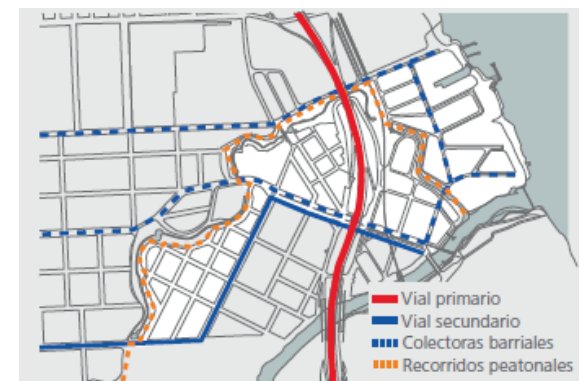 Vial primario
Vial secundario
Colectoras barriales
Recorridos peatonales